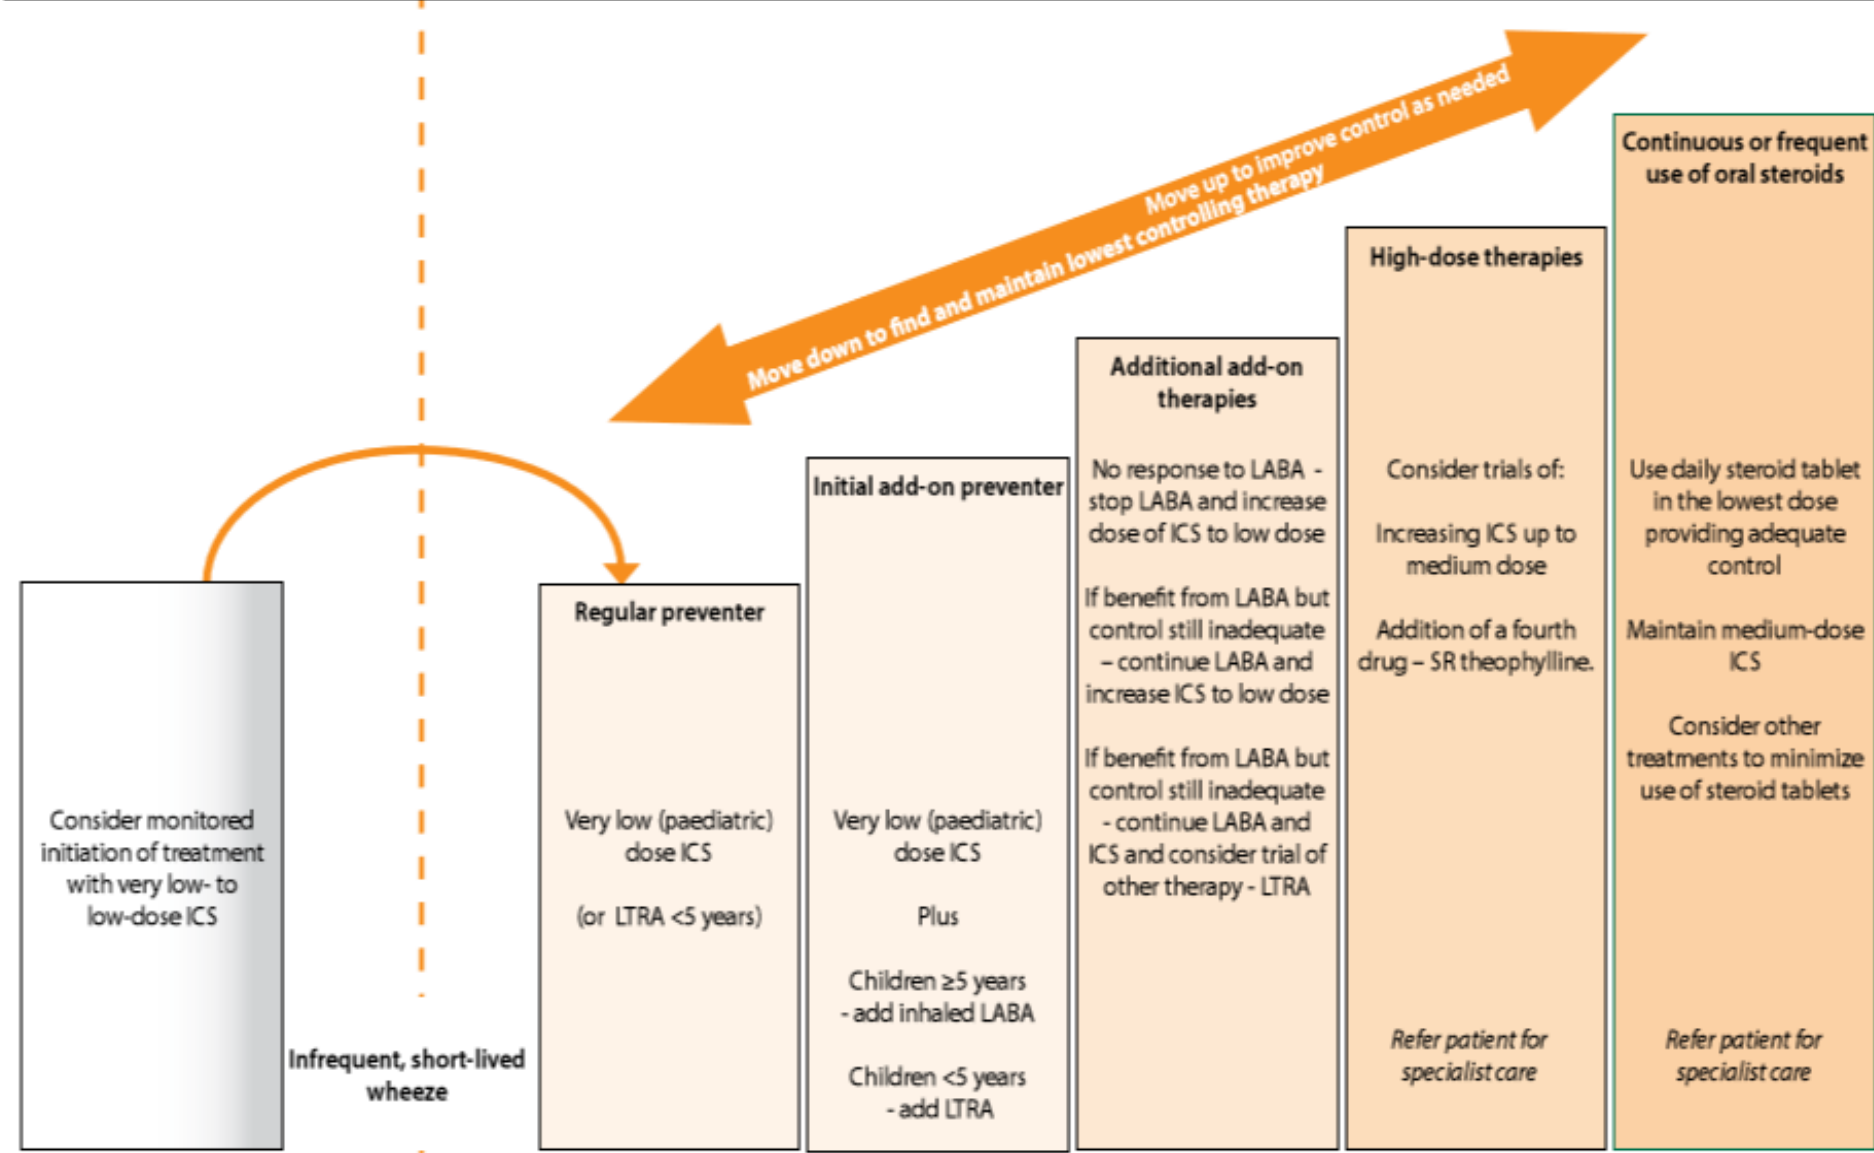 Move up to improve control as needed
Move down to find and maintain lowest controlling therapy
Consider monitored
initiation of treatment
with very low- to
low-dose ICS
Infrequent, short-lived
wheeze
Regular preventer
Very low (paediatric)
dose ICS
(or LTRA <5 years)
Initial add-on preventer
Very low (paediatric)
dose ICS
Plus
Children ≥5 years
- add inhaled LABA
Children <5 years
- add LTRA
Additional add-on
therapies
No response to LABA -
stop LABA and increase
dose of ICS to low dose
If benefit from LABA but
control still inadequate
– continue LABA and
increase ICS to low dose
If benefit from LABA but
control still inadequate
- continue LABA and
ICS and consider trial of
other therapy - LTRA
High-dose therapies
Consider trials of:
Increasing ICS up to
medium dose
Addition of a fourth
drug – SR theophylline.
Refer patient for
specialist care
Continuous or frequent
use of oral steroids
Use daily steroid tablet
in the lowest dose
providing adequate
control
Maintain medium-dose
ICS
Consider other
treatments to minimize
use of steroid tablets
Refer patient for
specialist care